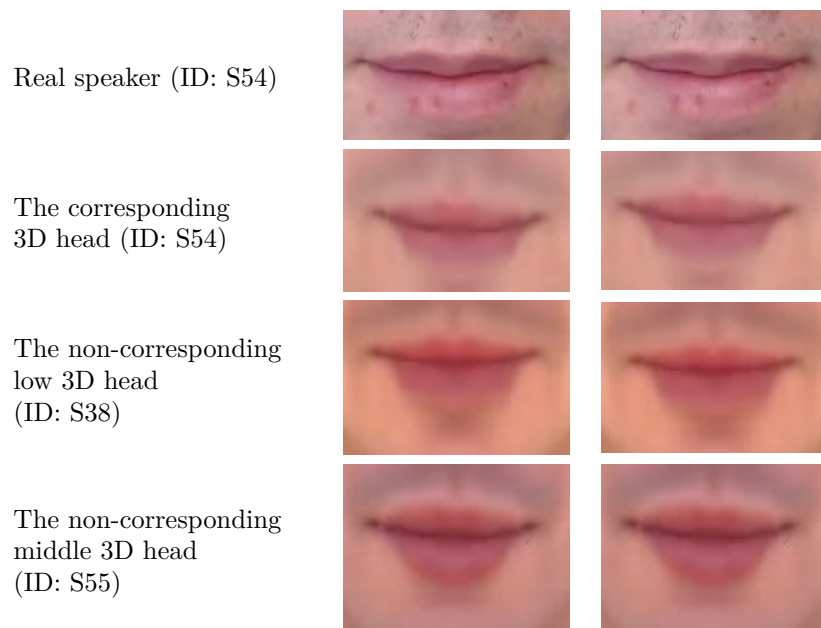 Real speaker (ID: S54)
The corresponding
3D head (ID: S54)
The non-corresponding
low 3D head
(ID: S38)
The non-corresponding
middle 3D head
(ID: S55)